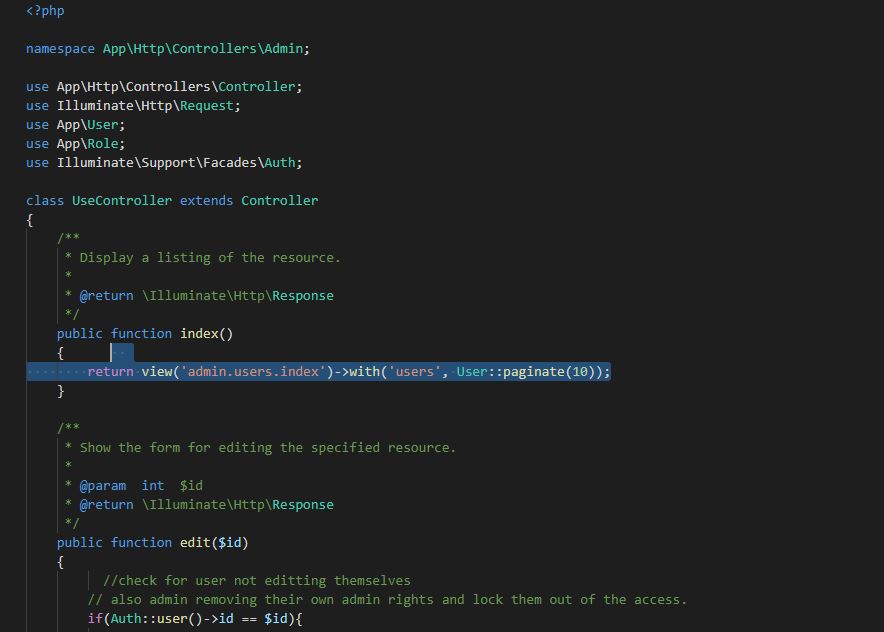 <?php
namespace App\Http\Controllers\Admin;
use App\Http\Controllers\Controller;
use Illuminate\Http\Request;
use App\User;
use App\Role;
use Illuminate\Support\Facades\Auth;
class UseController extends Controller
{
/**
* Display a listing of the resource.
*
* @return \Illuminate\Http\Response
*/
public function index()
{
return view('admin.users.index')->with('users', User::paginate(10));
}
/**
* Show the form for editing the specified resource.
*
* @param  int  $id
* @return \Illuminate\Http\Response
*/
public function edit($id)
{
//check for user not editting themselves
// also admin removing their own admin rights and lock them out of the access.
if(Auth::user()->id == $id){